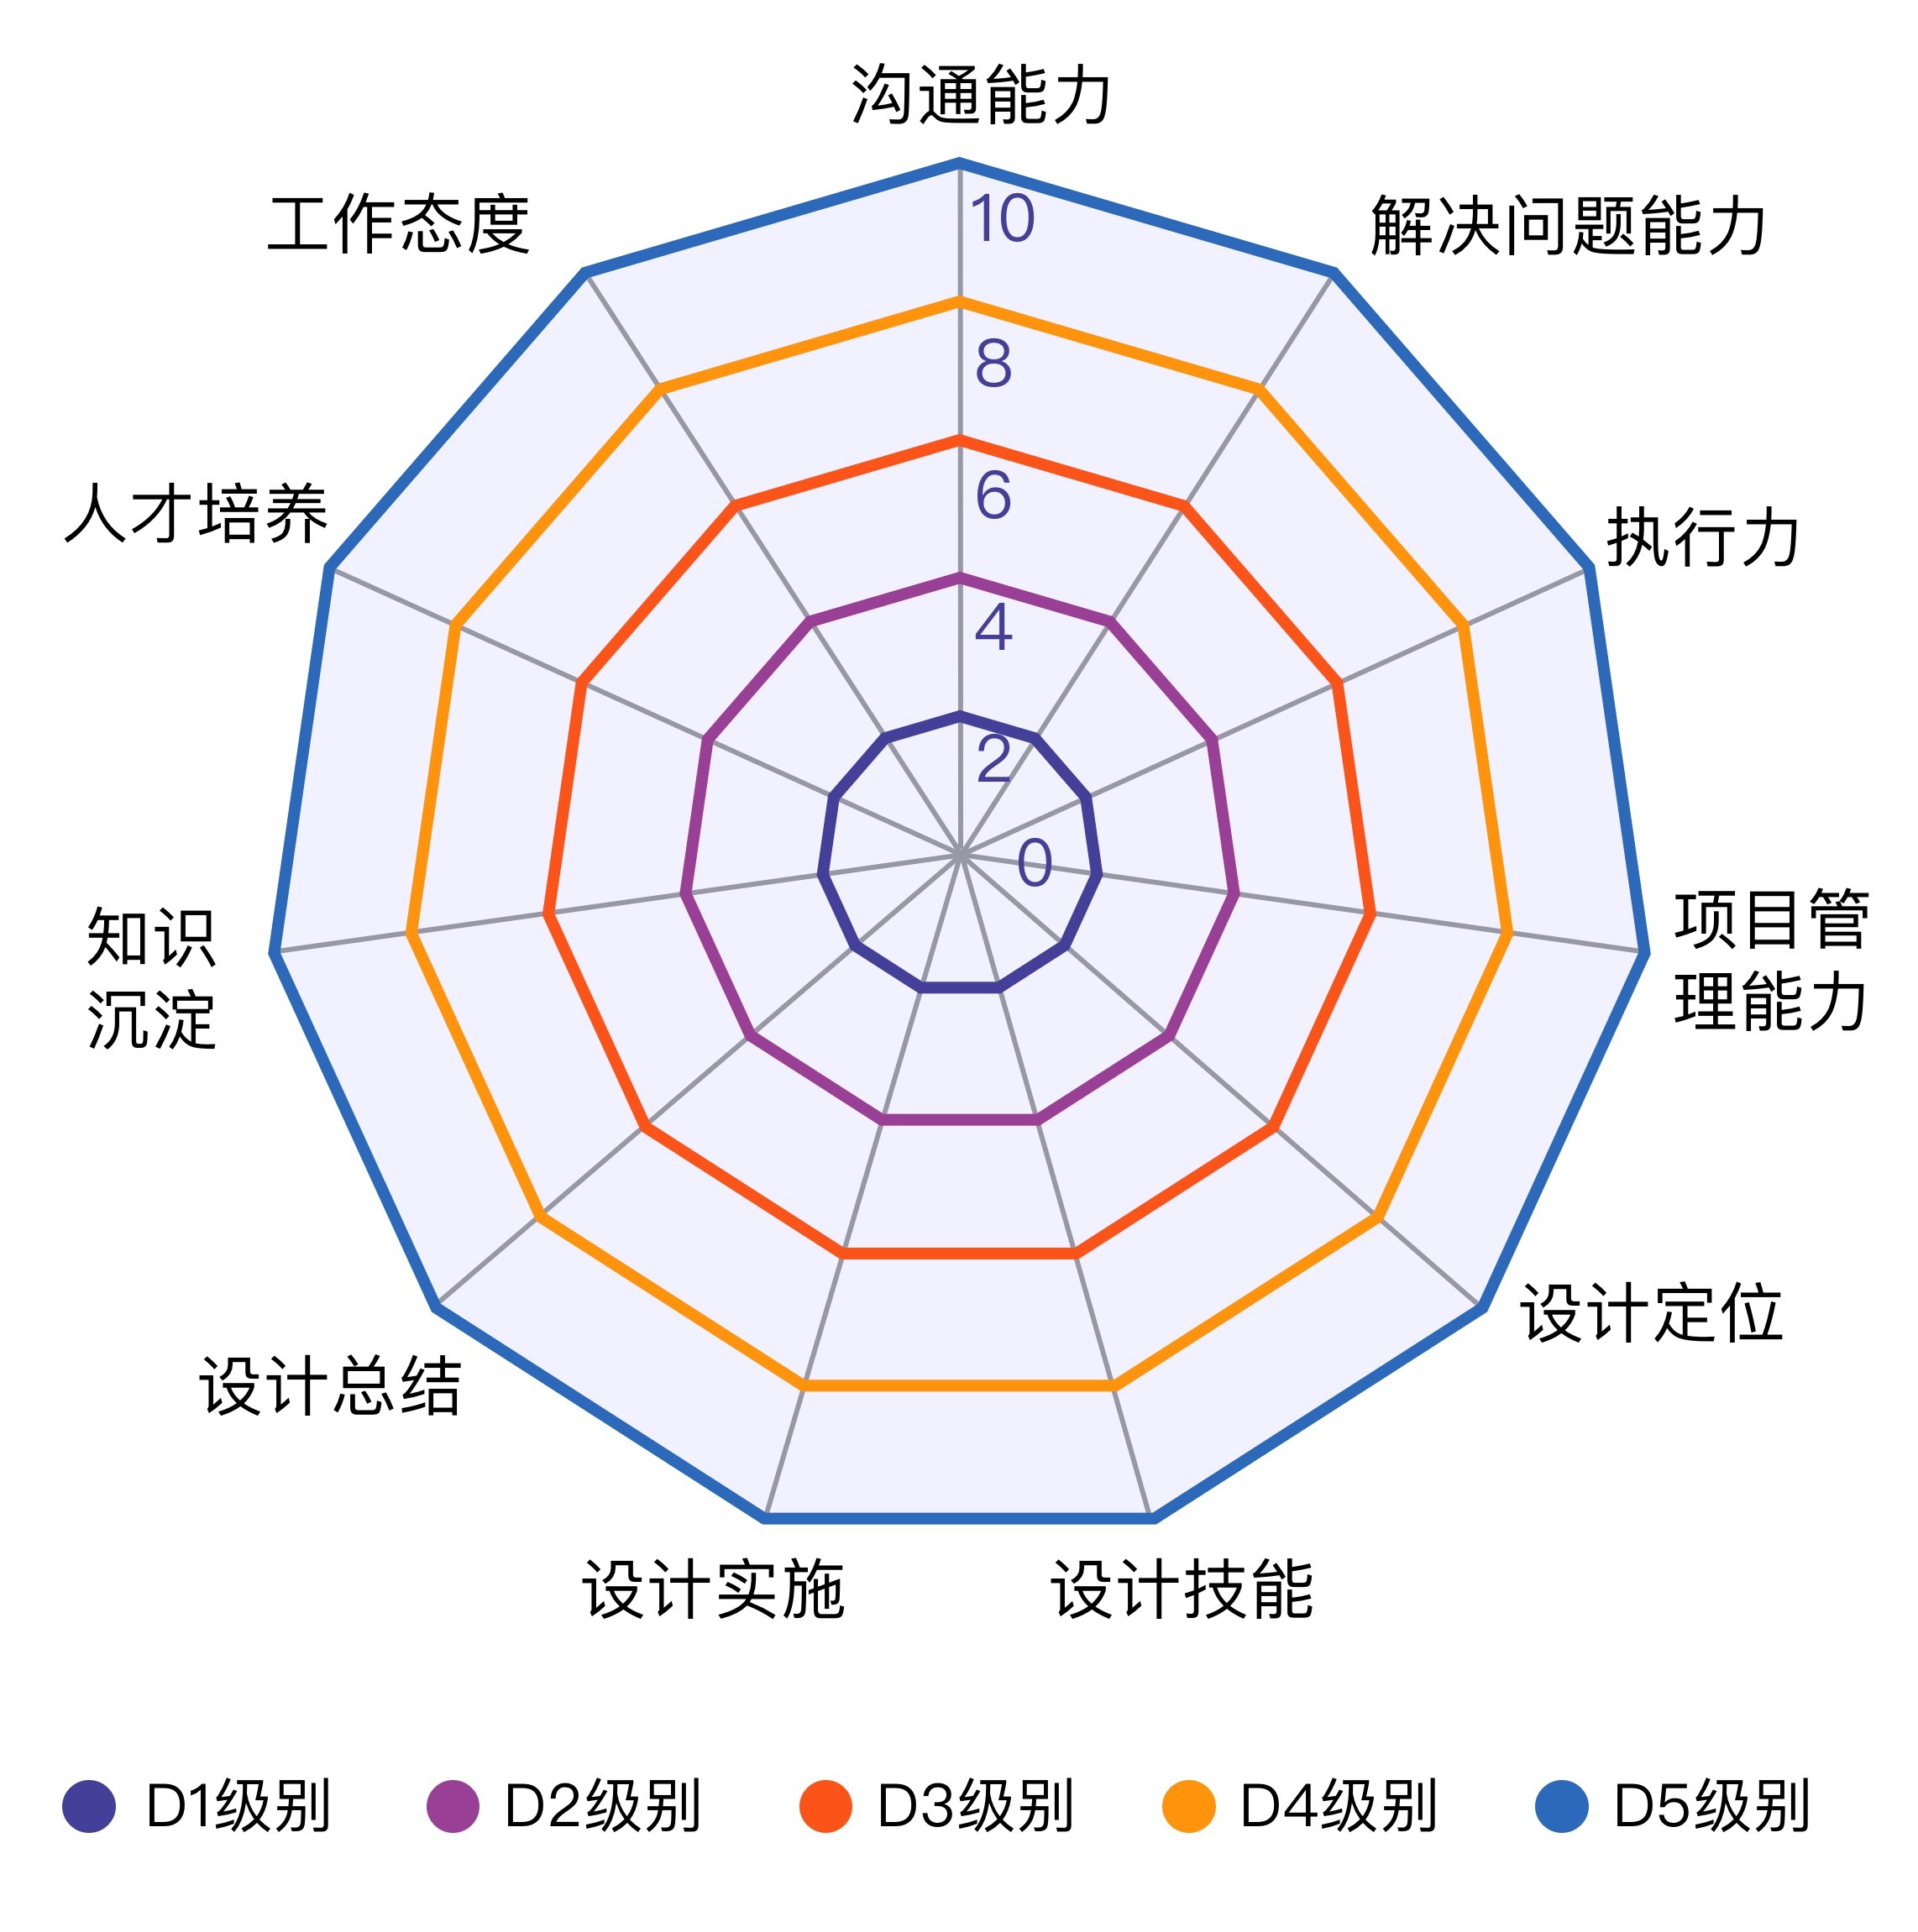 沟通能力
工作态度
解决问题能力
10
8
人才培养
6
执行力
4
2
0
知识
沉淀
项目管
理能力
设计定位
设计总结
设计实施
设计技能
D1级别
D2级别
D3级别
D4级别
D5级别